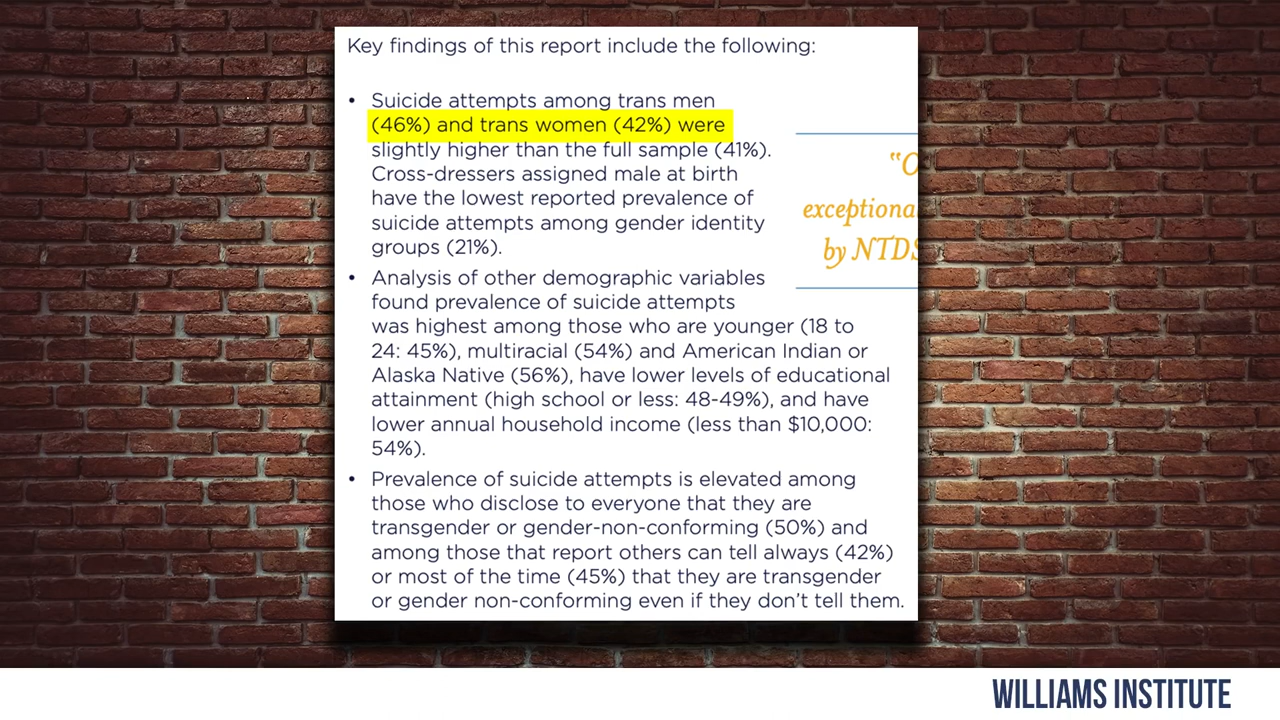 Key findings of this report include the following:
• Suicide attempts among trans men
(46%) and trans women (42%) were
slightly higher than the full sample (41%).
Cross-dressers assigned male at birth
have the lowest reported prevalence of
suicide attempts among gender identity
groups (21%).
• Analysis of other demographic variables
found prevalence of suicide attempts
was highest among those who are younger (18 to
24: 45%), multiracial (54%) and American Indian or
Alaska Native (56%), have lower levels of educational
attainment (high school or less: 48-49%), and have
lower annual household income (less than $10,000:
54%).
• Prevalence of suicide attempts is elevated among
those who disclose to everyone that they are
transgender or gender-non-conforming (50%) and
among those that report others can tell always (42%)
or most of the time (45%) that they are transgender
or gender non-conforming even if they don't tell them.
"O
exceptiona
by NTDS
WILLIAMS INSTITUTE